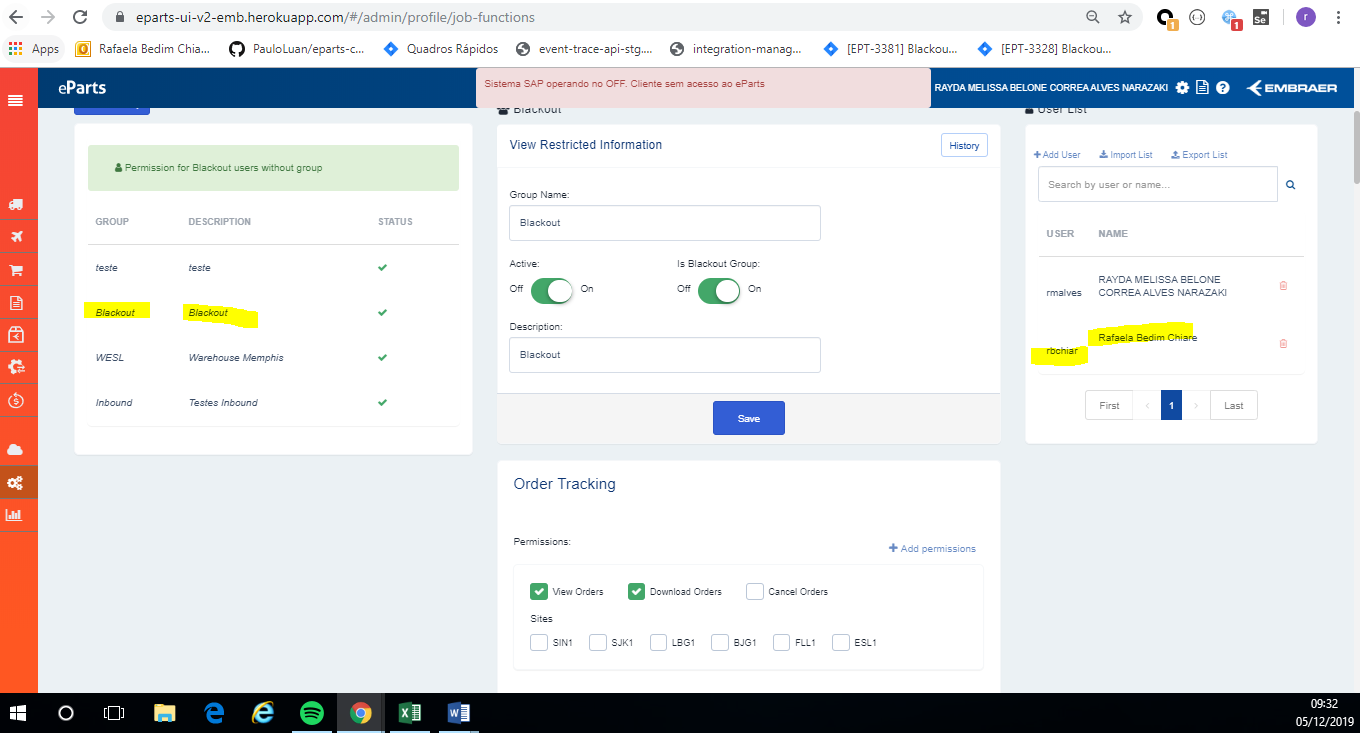 eparts-ui-v2-emb.herokuapp.com/#/admin/profile/job-functions
1
1
Se
r
Apps
Rafaela Bedim Chia...
PauloLuan/eparts-c...
Quadros Rápidos
event-trace-api-stg....
integration-manag...
[EPT-3381] Blackou...
[EPT-3328] Blackou...
eParts
Sistema SAP operando no OFF. Cliente sem acesso ao eParts
RAYDA MELISSA BELONE CORREA ALVES NARAZAKI
EMBRAER
Permission for Blackout users without group
GROUP DESCRIPTION STATUS
teste teste
Blackout Blackout
WESL Warehouse Memphis
Inbound Testes Inbound
Blackout
View Restricted Information
History
Group Name:
Blackout
Active: Is Blackout Group:
Off On Off On
Description:
Blackout
Save
Order Tracking
Permissions:
Add permissions
View Orders Download Orders Cancel Orders
Sites
SIN1 SJK1 LBG1 BJG1 FLL1 ESL1
User List
Add User Import List Export List
Search by user or name...
USER NAME
rmalves RAYDA MELISSA BELONE
CORREA ALVES NARAZAKI
rbchiar Rafaela Bedim Chiare
First < 1 > Last
09:32
05/12/2019